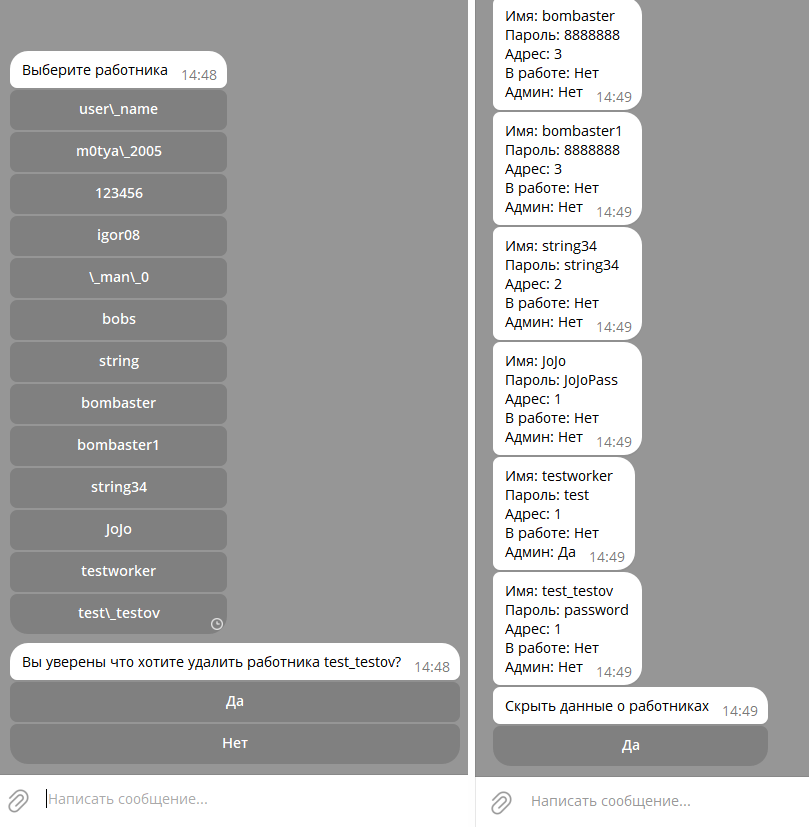 Выберите работника 14:48
user\_name
m0tya\_2005
123456
igor08
\_man\_0
bobs
string
bombaster
bombaster1
string34
JoJo
testworker
test\_testov
Вы уверены что хотите удалить работника test_testov? 14:48
Да
Нет
Написать сообщение...
Имя: bombaster
Пароль: 8888888
Адрес: 3
В работе: Нет
Админ: Нет 14:49
Имя: bombaster1
Пароль: 8888888
Адрес: 3
В работе: Нет
Админ: Нет 14:49
Имя: string34
Пароль: string34
Адрес: 2
В работе: Нет
Админ: Нет 14:49
Имя: JoJo
Пароль: JoJoPass
Адрес: 1
В работе: Нет
Админ: Нет 14:49
Имя: testworker
Пароль: test
Адрес: 1
В работе: Нет
Админ: Да 14:49
Имя: test_testov
Пароль: password
Адрес: 1
В работе: Нет
Админ: Нет 14:49
Скрыть данные о работниках 14:49
Да
Написать сообщение...